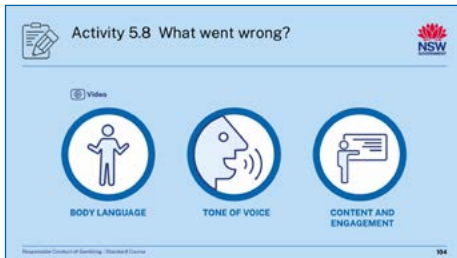 Activity 5.8 What went wrong?
NSW
GOVERNMENT
Video
BODY LANGUAGE
TONE OF VOICE
CONTENT AND
ENGAGEMENT
Responsible Conduct of Gambling - Standard Course
104